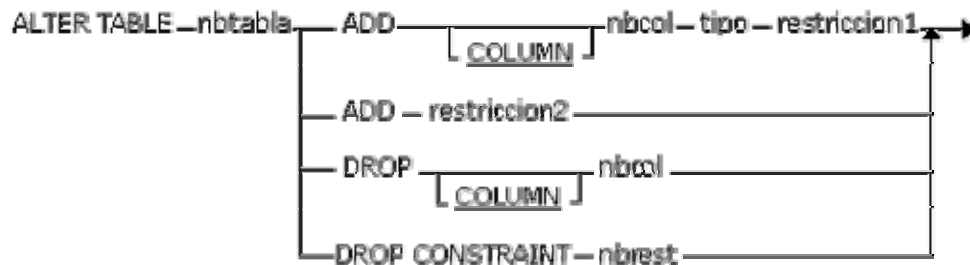 ALTER TABLE nbtabla ADD nbcol tipo restriccion1
COLUMN
ADD restriccion2
DROP nbcol
COLUMN
DROP CONSTRAINT nbrest